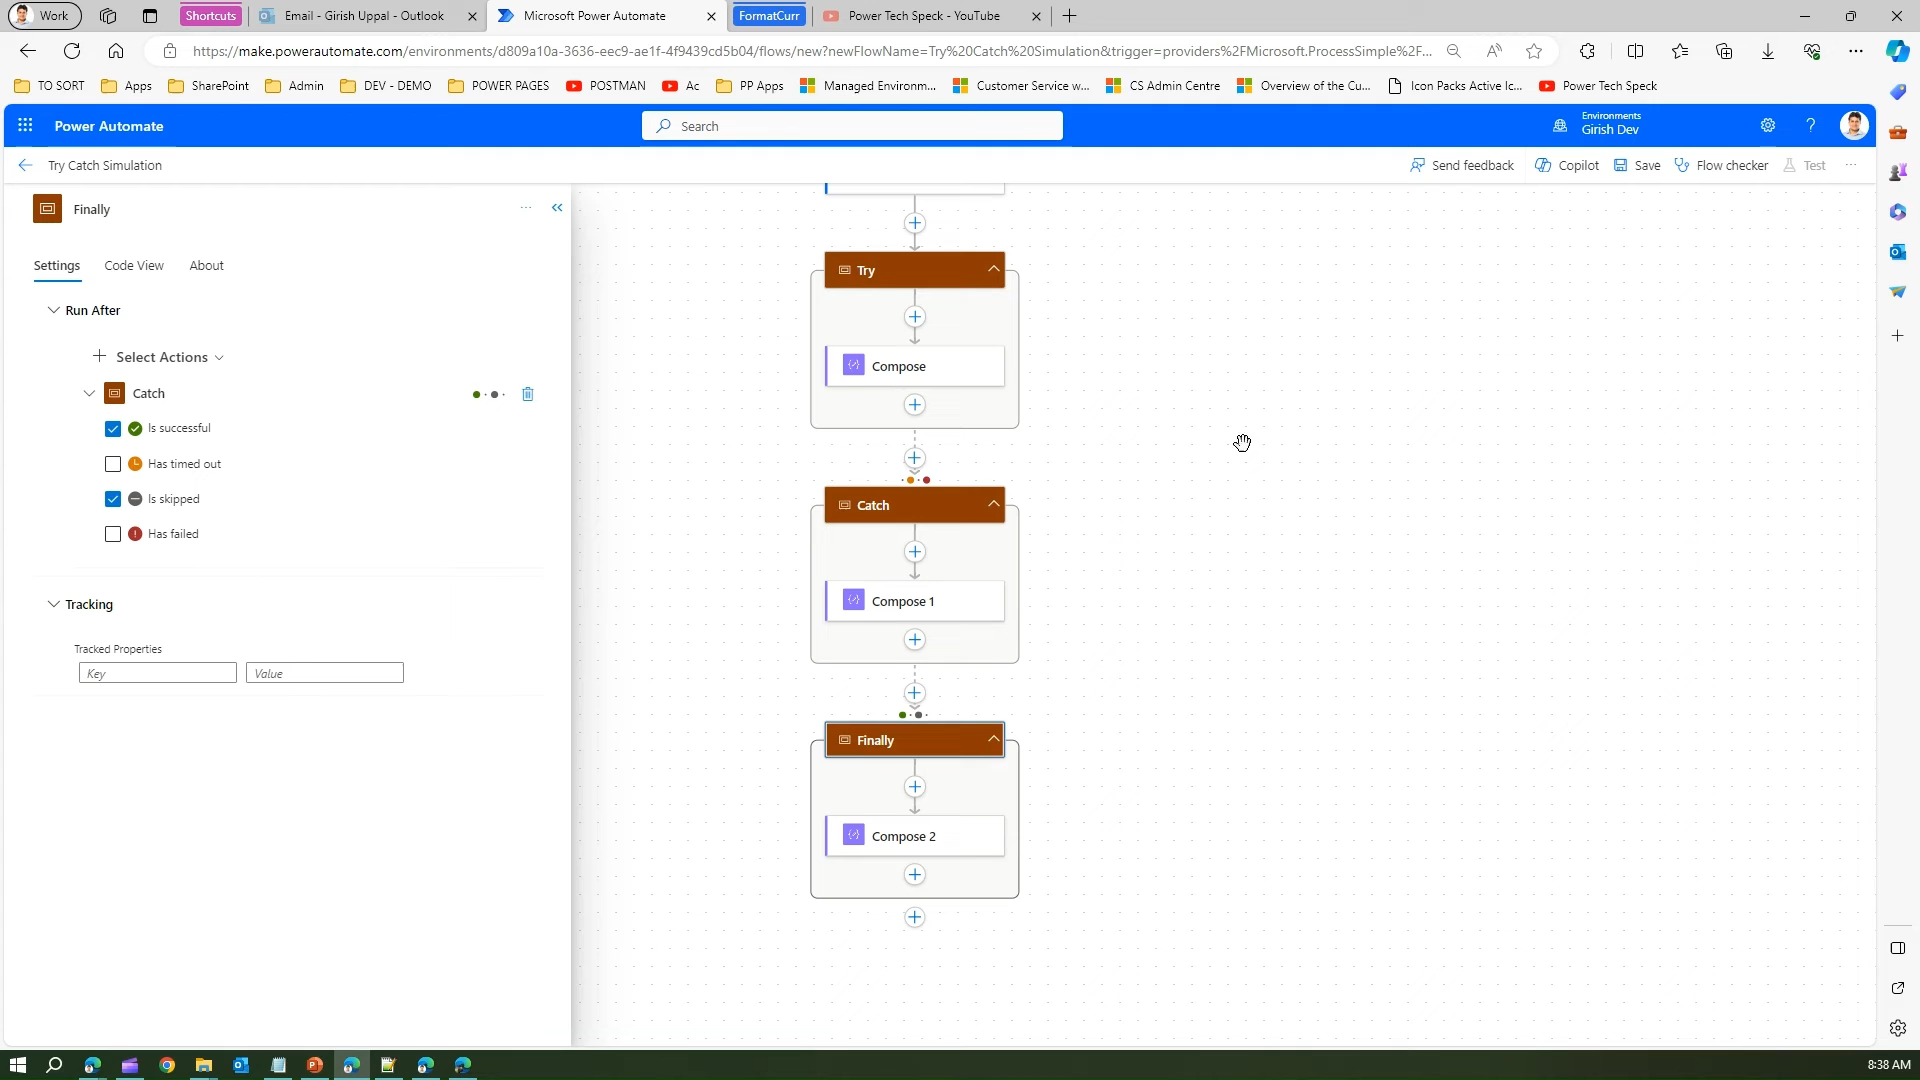 Work
Shortcuts
Email - Girish Uppal - Outlook
Microsoft Power Automate
FormatCurr
Power Tech Speck - YouTube
https://make.powerautomate.com/environments/d809a10a-3636-eec9-ae1f-4f9439cd5b04/flows/new?newFlowName=Try%20Catch%20Simulation&trigger=providers%2FMicrosoft.ProcessSimple%2F...
TO SORT
Apps
SharePoint
Admin
DEV - DEMO
POWER PAGES
POSTMAN
Ac
PP Apps
Managed Environm...
Customer Service w...
CS Admin Centre
Overview of the Cu...
Icon Packs Active Ic...
Power Tech Speck
Power Automate
Search
Environments
Girish Dev
Try Catch Simulation
Send feedback
Copilot
Save
Flow checker
Test
Finally
Settings
Code View
About
Run After
Select Actions
Catch
Is successful
Has timed out
Is skipped
Has failed
Tracking
Tracked Properties
Key
Value
Try
Compose
Catch
Compose 1
Finally
Compose 2
8:38 AM